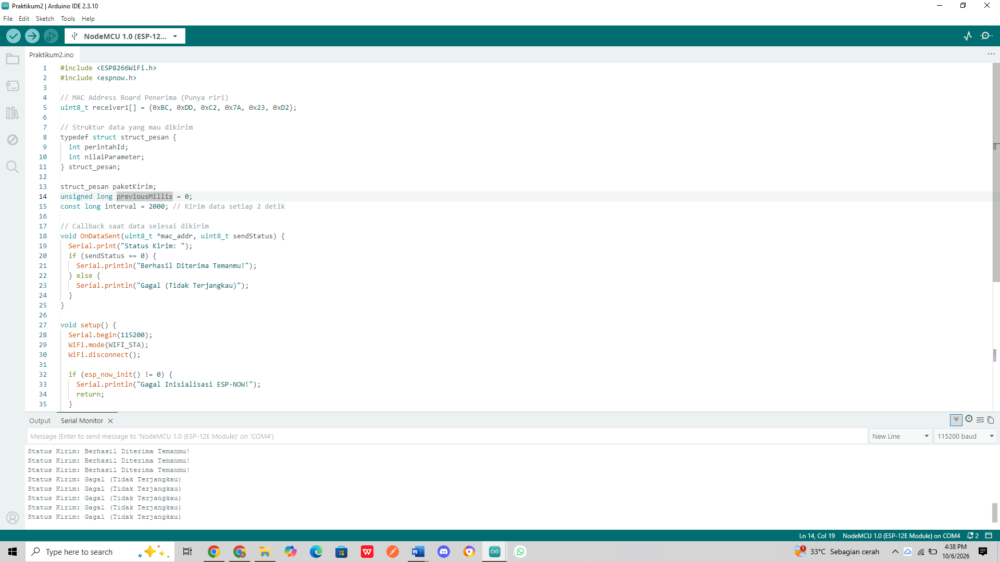 Praktikum2 | Arduino IDE 2.3.10
File Edit Sketch Tools Help
NodeMCU 1.0 (ESP-12...
Praktikum2.ino
1 #include <ESP8266WiFi.h>
2 #include <espnow.h>
3
4 // MAC Address Board Penerima (Punya riri)
5 uint8_t receiver1[] = {0xBC, 0xDD, 0xC2, 0x7A, 0x23, 0xD2};
6
7 // Struktur data yang mau dikirim
8 typedef struct struct_pesan {
9 int perintahId;
10 int nilaiParameter;
11 } struct_pesan;
12
13 struct_pesan paketKirim;
14 unsigned long previousMillis = 0;
15 const long interval = 2000; // Kirim data setiap 2 detik
16
17 // Callback saat data selesai dikirim
18 void OnDataSent(uint8_t *mac_addr, uint8_t sendStatus) {
19 Serial.print("Status Kirim: ");
20 if (sendStatus == 0) {
21 Serial.println("Berhasil Diterima Temanmu!");
22 } else {
23 Serial.println("Gagal (Tidak Terjangkau)");
24 }
25 }
26
27 void setup() {
28 Serial.begin(115200);
29 WiFi.mode(WIFI_STA);
30 WiFi.disconnect();
31
32 if (esp_now_init() != 0) {
33 Serial.println("Gagal Inisialisasi ESP-NOW!");
34 return;
35 }
Output Serial Monitor
Message (Enter to send message to 'NodeMCU 1.0 (ESP-12E Module)' on 'COM4') New Line 115200 baud
Status Kirim: Berhasil Diterima Temanmu!
Status Kirim: Berhasil Diterima Temanmu!
Status Kirim: Berhasil Diterima Temanmu!
Status Kirim: Gagal (Tidak Terjangkau)
Status Kirim: Gagal (Tidak Terjangkau)
Status Kirim: Gagal (Tidak Terjangkau)
Status Kirim: Gagal (Tidak Terjangkau)
Status Kirim: Gagal (Tidak Terjangkau)
Ln 14, Col 19 NodeMCU 1.0 (ESP-12E Module) on COM4 2
Type here to search 1 33°C Sebagian cerah 4:38 PM
10/6/2026